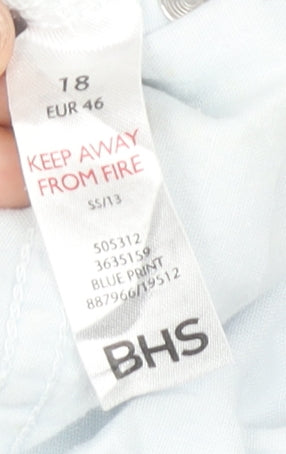 18
EUR 46
KEEP AWAY
FROM FIRE
SS/13
505312
3635159
BLUE PRINT
887966/19512
BHS